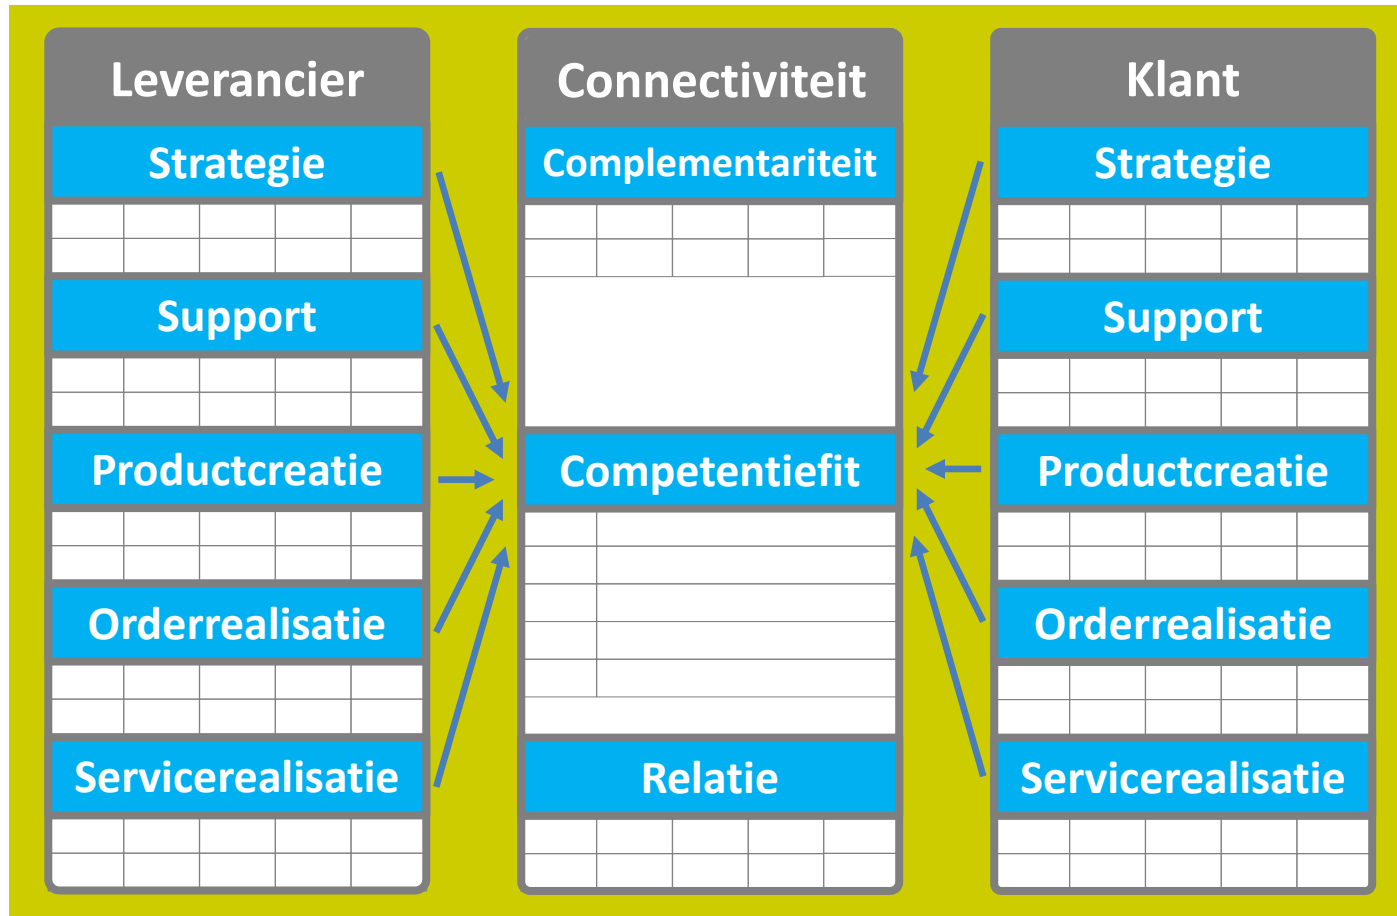 Leverancier
Strategie
Support
Productcreatie
Orderrealisatie
Servicerealisatie
Connectiviteit
Complementariteit
Competentiefit
Relatie
Klant
Strategie
Support
Productcreatie
Orderrealisatie
Servicerealisatie